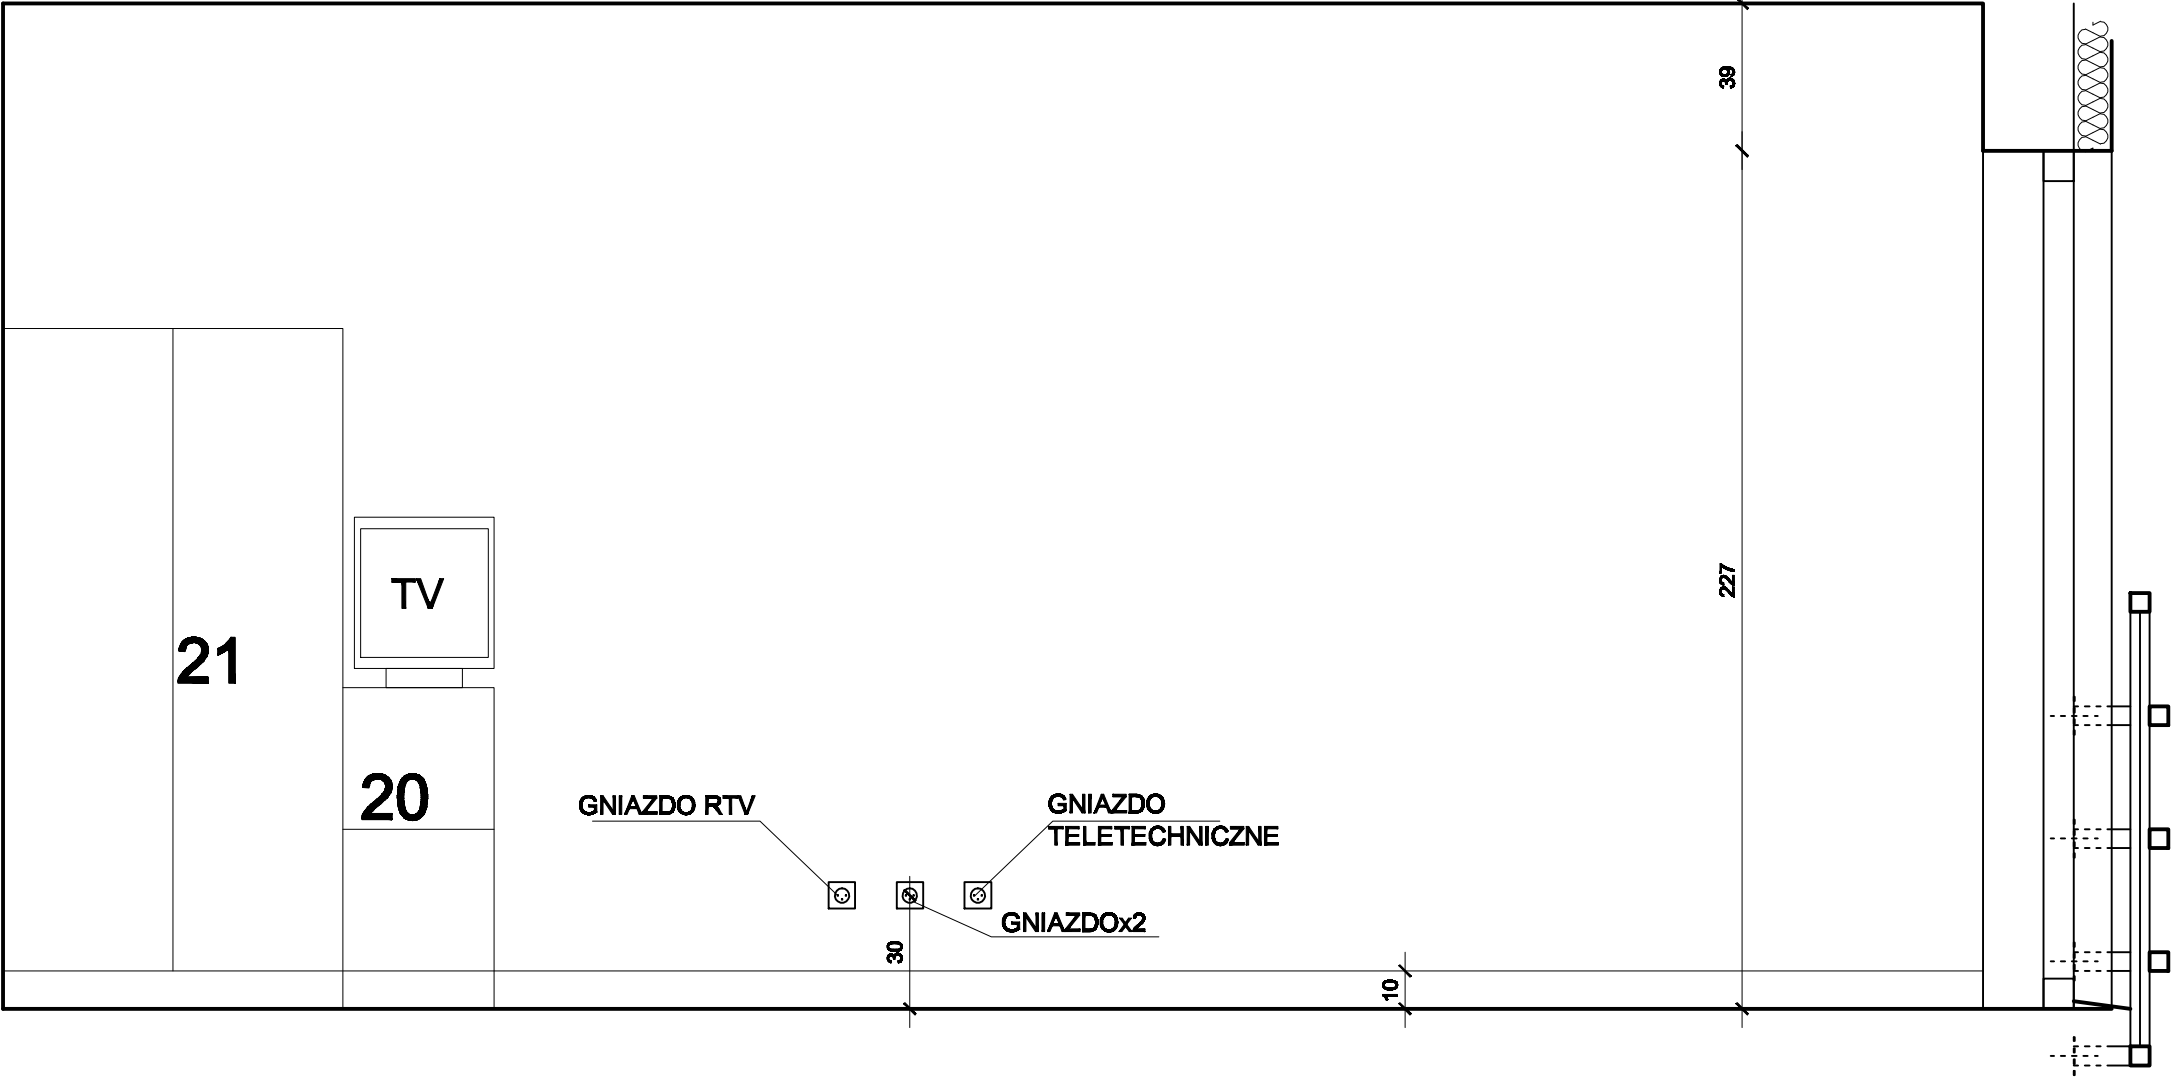 39
227
TV
21
20
GNIAZDO RTV
GNIAZDO
TELETECHNICZNE
GNIAZDOx2
30
10